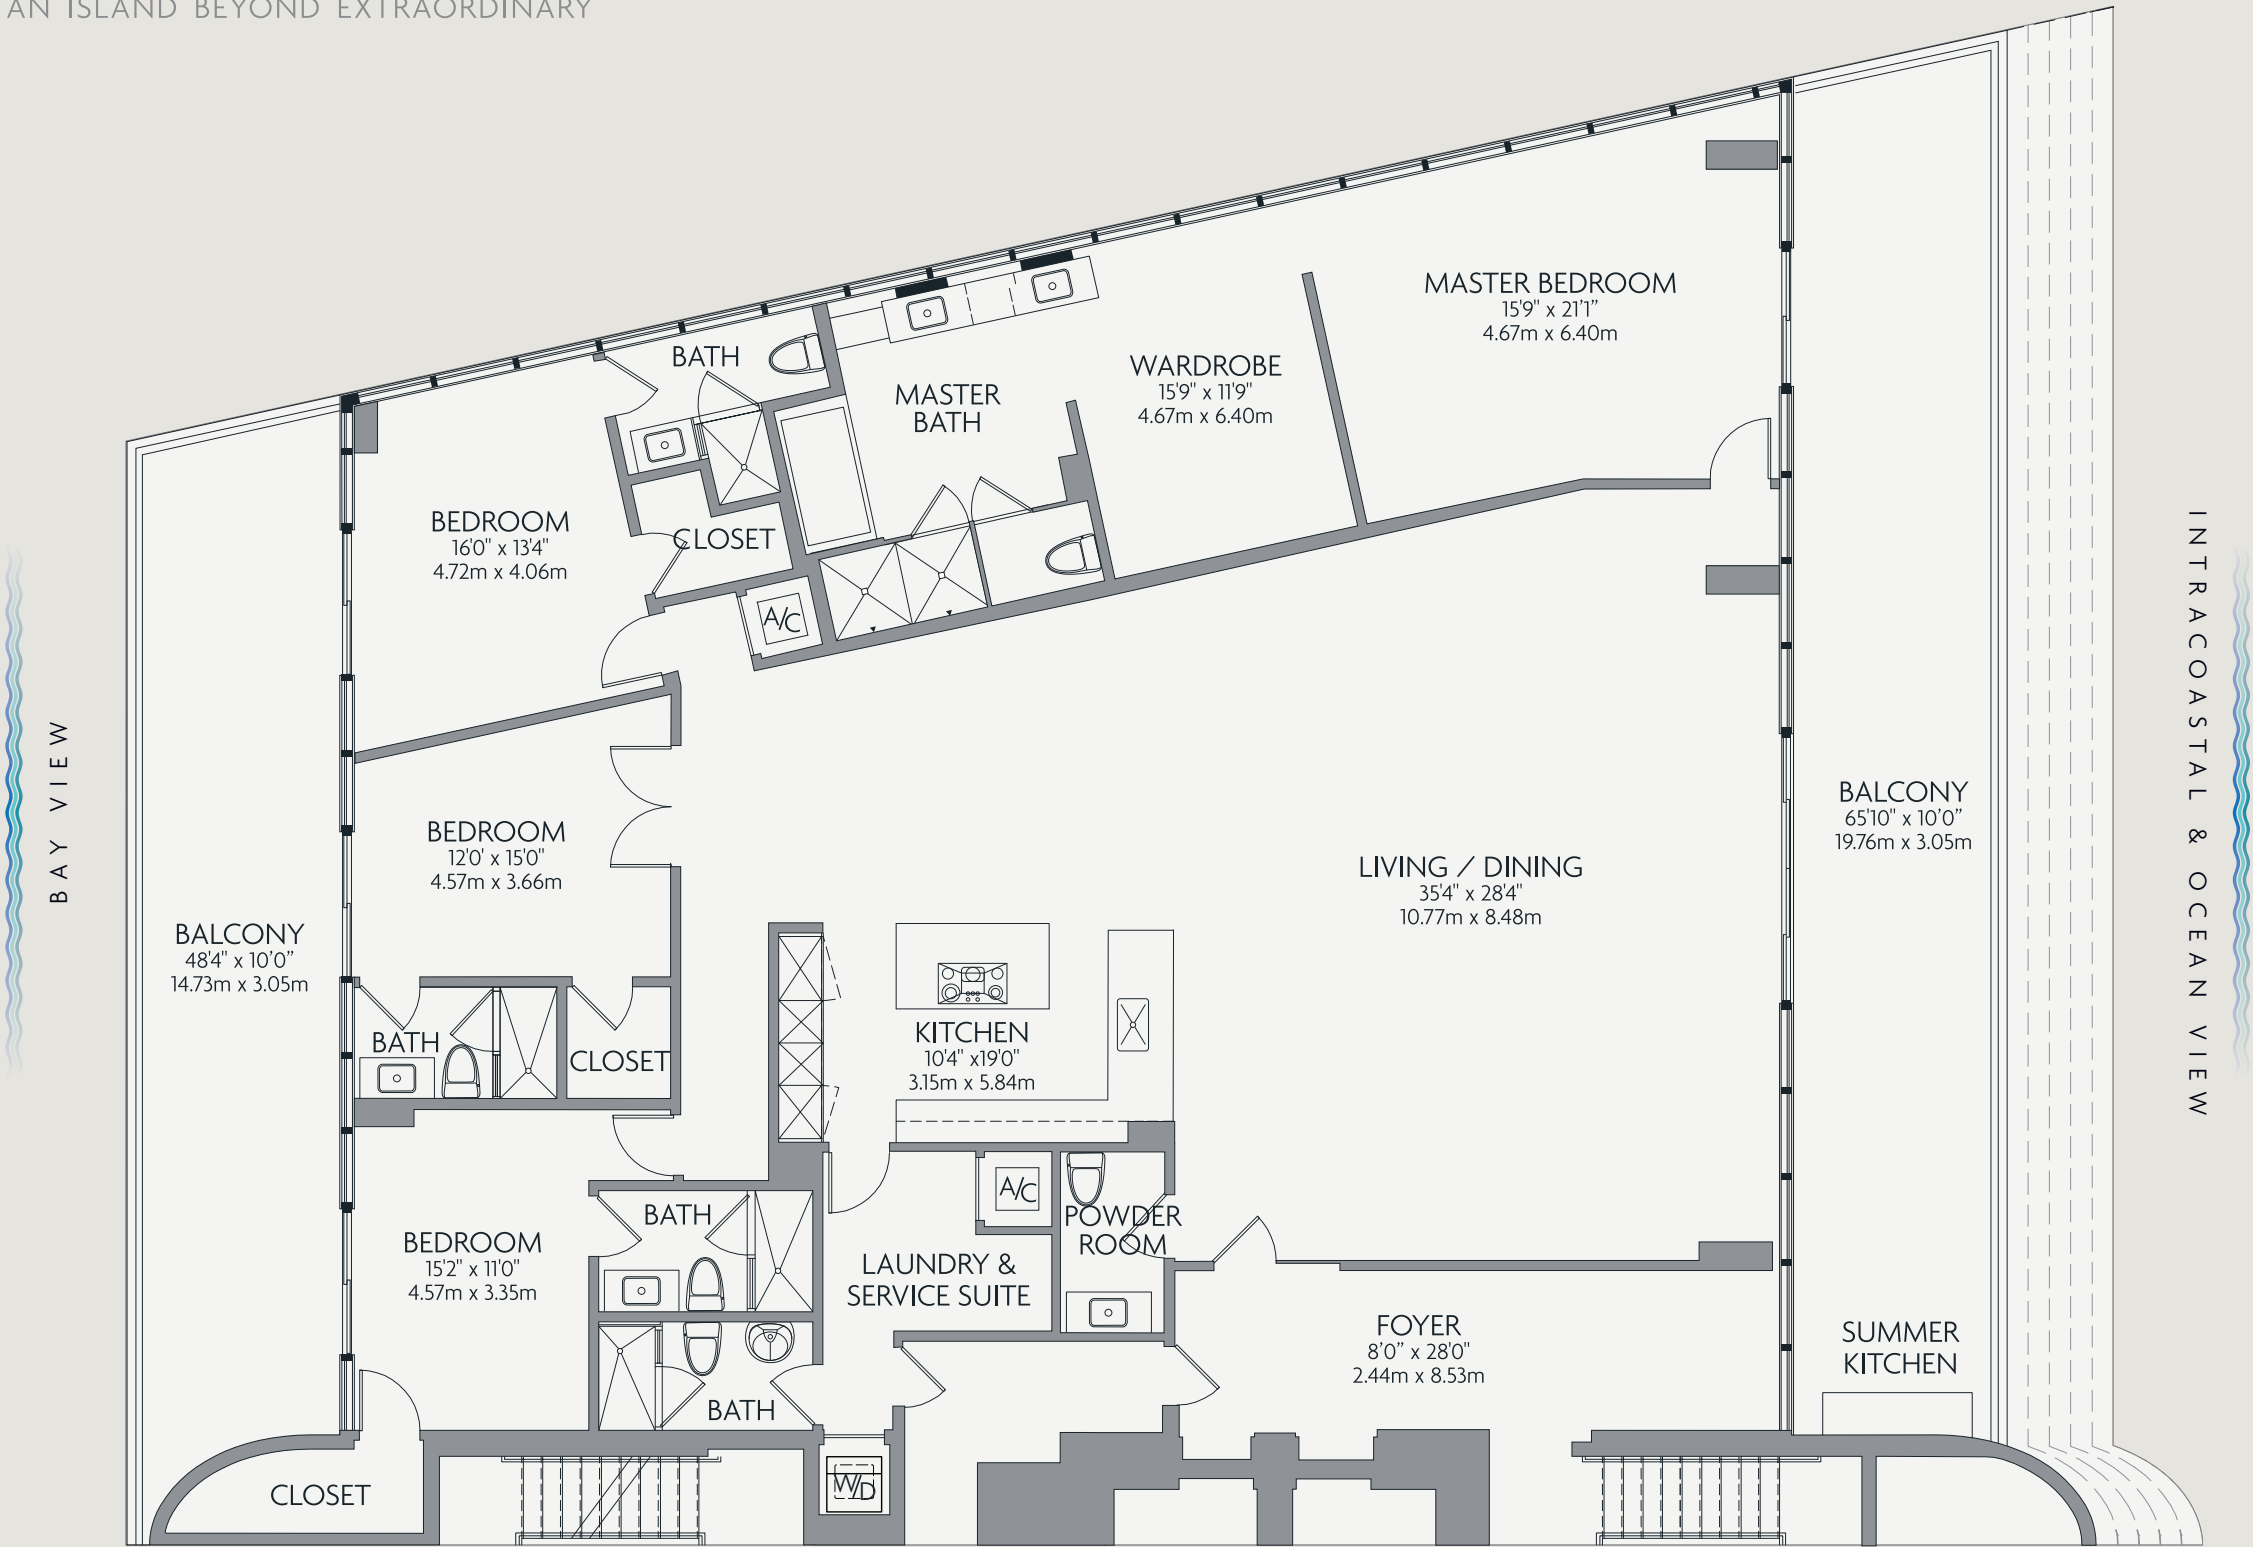 AN ISLAND BEYOND EXTRAORDINARY
MASTER BEDROOM
15'9" x 21'1"
4.67m x 6.40m
BATH
WARDROBE
15'9" x 11'9"
4.67m x 6.40m
MASTER
BATH
BEDROOM
16'0" x 13'4"
4.72m x 4.06m
CLOSET
A/C
BAY VIEW
INTRACOASTAL & OCEAN VIEW
BEDROOM
12'0' x 15'0"
4.57m x 3.66m
BALCONY
65'10" x 10'0"
19.76m x 3.05m
LIVING / DINING
35'4" x 28'4"
10.77m x 8.48m
BALCONY
48'4" x 10'0"
14.73m x 3.05m
KITCHEN
10'4" x19'0"
3.15m x 5.84m
BATH
CLOSET
A/C
POWDER
ROOM
BATH
BEDROOM
15'2" x 11'0"
4.57m x 3.35m
LAUNDRY &
SERVICE SUITE
FOYER
8'0" x 28'0"
2.44m x 8.53m
SUMMER
KITCHEN
BATH
CLOSET
W/D